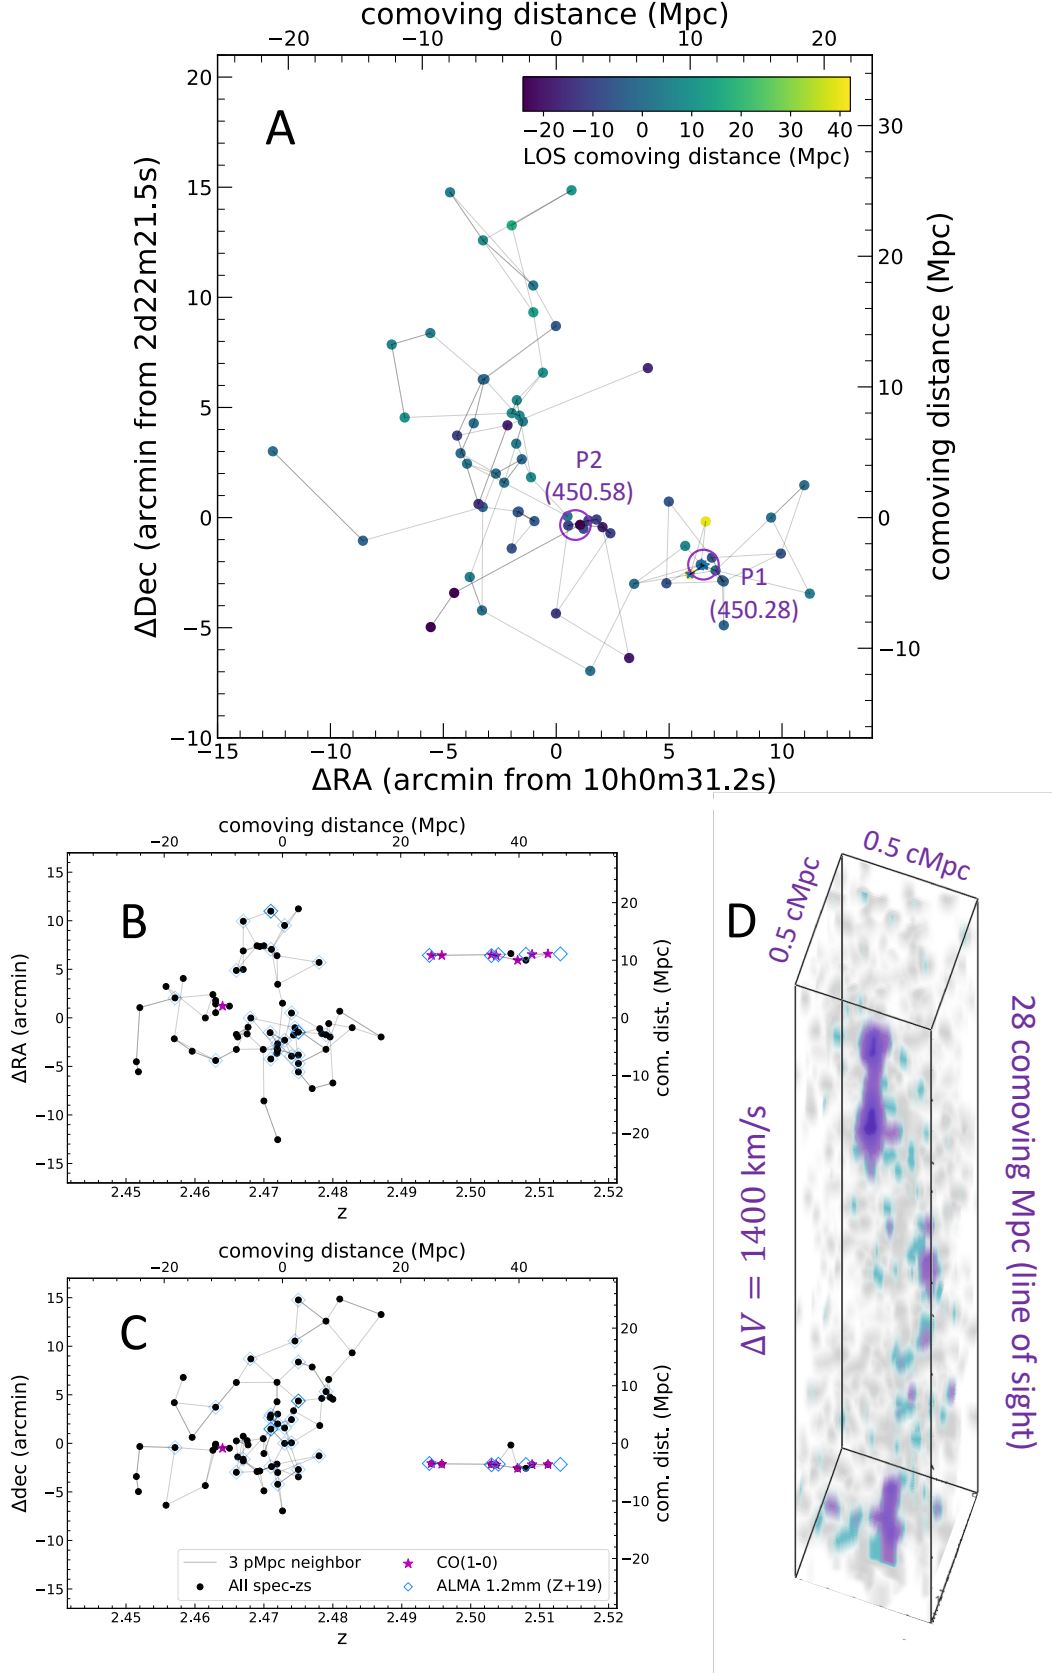 comoving distance (Mpc)
−20 −10 0 10 20
20
15
10
5
0
−5
−10
A
−20 −10 0 10 20 30 40
LOS comoving distance (Mpc)
30
20
10
0
−10
ΔDec (arcmin from 2d22m21.5s)
comoving distance (Mpc)
P2
(450.58)
P1
(450.28)
−15 −10 −5 0 5 10
ΔRA (arcmin from 10h0m31.2s)
comoving distance (Mpc)
−20 0 20 40
B
15
10
5
0
−5
−10
−15
ΔRA (arcmin)
20
10
0
−10
−20
com. dist. (Mpc)
2.45 2.46 2.47 2.48 2.49 2.50 2.51 2.52
z
comoving distance (Mpc)
−20 0 20 40
C
15
10
5
0
−5
−10
−15
Δdec (arcmin)
20
10
0
−10
−20
com. dist. (Mpc)
3 pMpc neighbor
All spec-zs
CO(1-0)
ALMA 1.2mm (Z+19)
2.45 2.46 2.47 2.48 2.49 2.50 2.51 2.52
z
D
0.5 cMpc
0.5 cMpc
ΔV = 1400 km/s
28 comoving Mpc (line of sight)